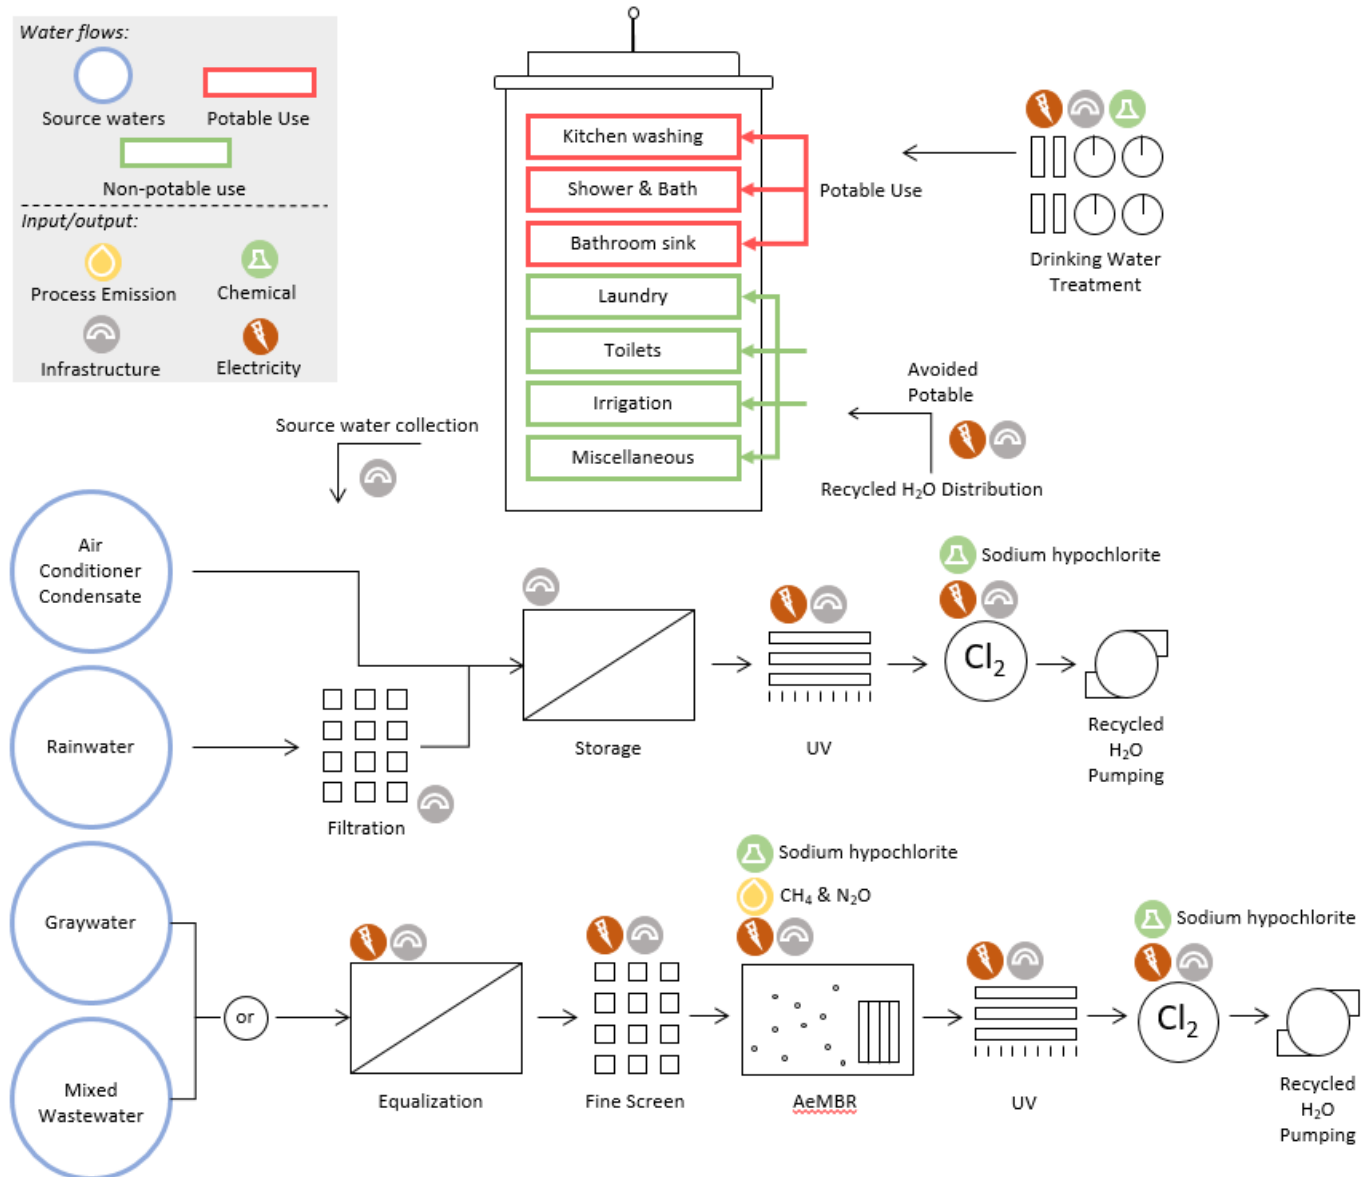 Water flows:
Source waters
Potable Use
Non-potable use
Input/output:
Process Emission
Chemical
Infrastructure
Electricity
Kitchen washing
Shower & Bath
Bathroom sink
Laundry
Toilets
Irrigation
Miscellaneous
Potable Use
Drinking Water
Treatment
Avoided
Potable
Recycled H₂O Distribution
Source water collection
Air
Conditioner
Condensate
Rainwater
Filtration
Storage
UV
Sodium hypochlorite
Cl₂
Recycled
H₂O
Pumping
Graywater
Mixed
Wastewater
or
Equalization
Fine Screen
Sodium hypochlorite
CH₄ & N₂O
AeMBR
UV
Sodium hypochlorite
Cl₂
Recycled
H₂O
Pumping